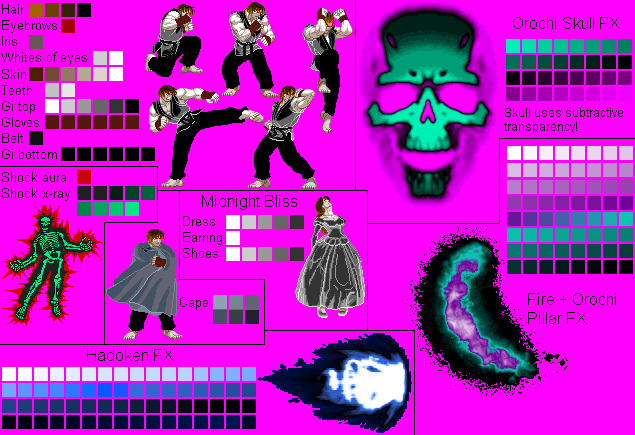 Hair
Eyebrows
Iris
Whites of eyes
Skin
Teeth
Gi top
Gloves
Belt
Gi bottom
Shock aura
Shock x-ray
Orochi Skull FX
Skull uses subtractive
transparency!
Midnight Bliss
Dress
Earring
Shoes
Cape
Fire + Orochi
Pillar FX
Hadoken FX